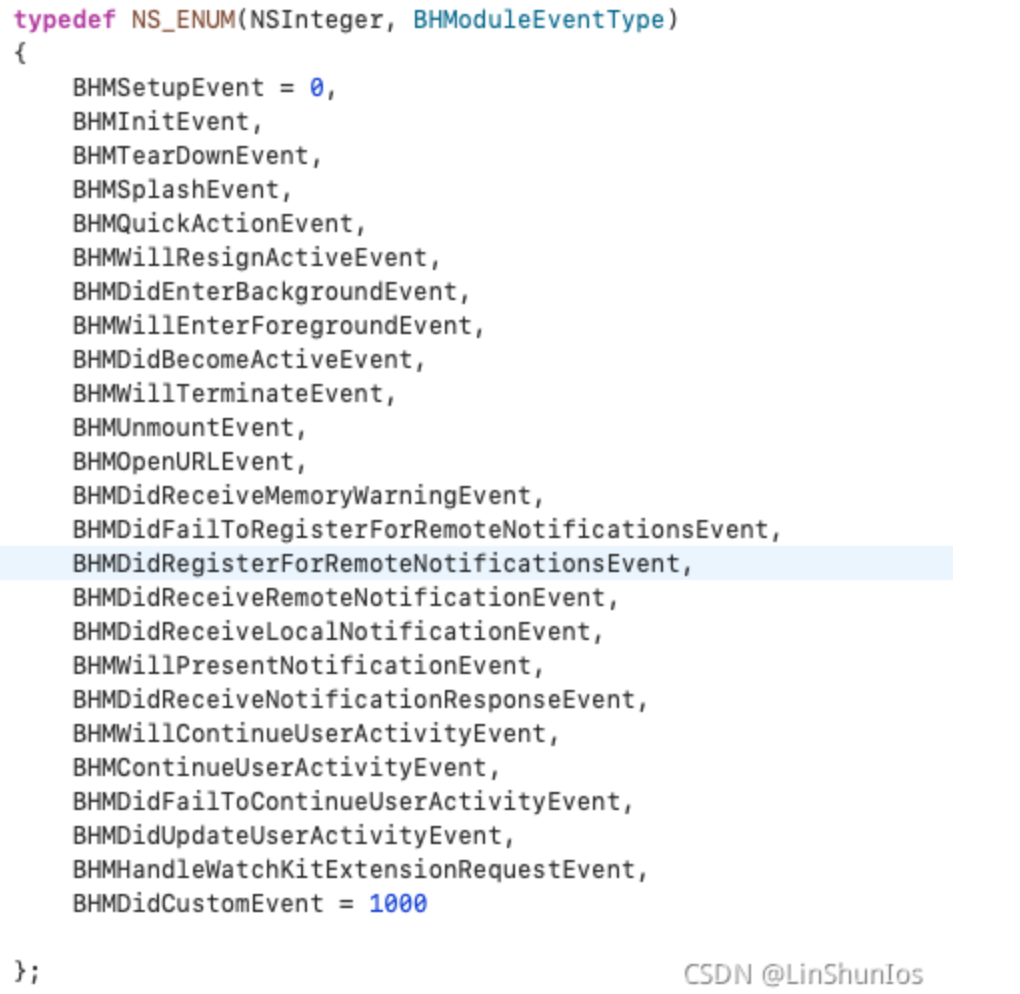 typedef NS_ENUM(NSInteger, BHModuleEventType)
{
    BHMSetupEvent = 0,
    BHMInitEvent,
    BHMTearDownEvent,
    BHMSplashEvent,
    BHMQuickActionEvent,
    BHMWillResignActiveEvent,
    BHMDidEnterBackgroundEvent,
    BHMWillEnterForegroundEvent,
    BHMDidBecomeActiveEvent,
    BHMWillTerminateEvent,
    BHMUnmountEvent,
    BHMOpenURLEvent,
    BHMDidReceiveMemoryWarningEvent,
    BHMDidFailToRegisterForRemoteNotificationsEvent,
    BHMDidRegisterForRemoteNotificationsEvent,
    BHMDidReceiveRemoteNotificationEvent,
    BHMDidReceiveLocalNotificationEvent,
    BHMWillPresentNotificationEvent,
    BHMDidReceiveNotificationResponseEvent,
    BHMWillContinueUserActivityEvent,
    BHMContinueUserActivityEvent,
    BHMDidFailToContinueUserActivityEvent,
    BHMDidUpdateUserActivityEvent,
    BHMHandleWatchKitExtensionRequestEvent,
    BHMDidCustomEvent = 1000
};
CSDN @LinShunIos